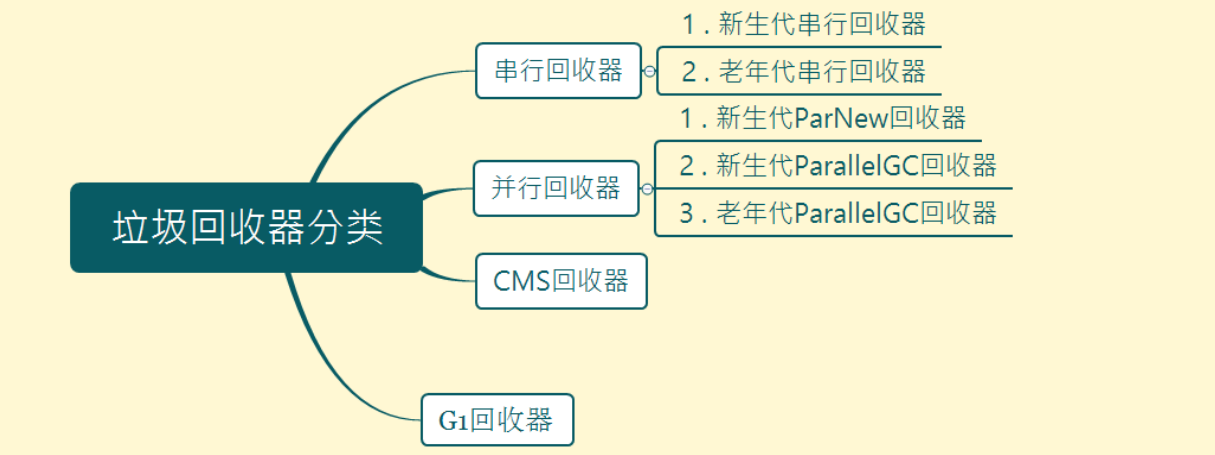 垃圾回收器分类
串行回收器
1 . 新生代串行回收器
2 . 老年代串行回收器
并行回收器
1 . 新生代ParNew回收器
2 . 新生代ParallelGC回收器
3 . 老年代ParallelGC回收器
CMS回收器
G1回收器